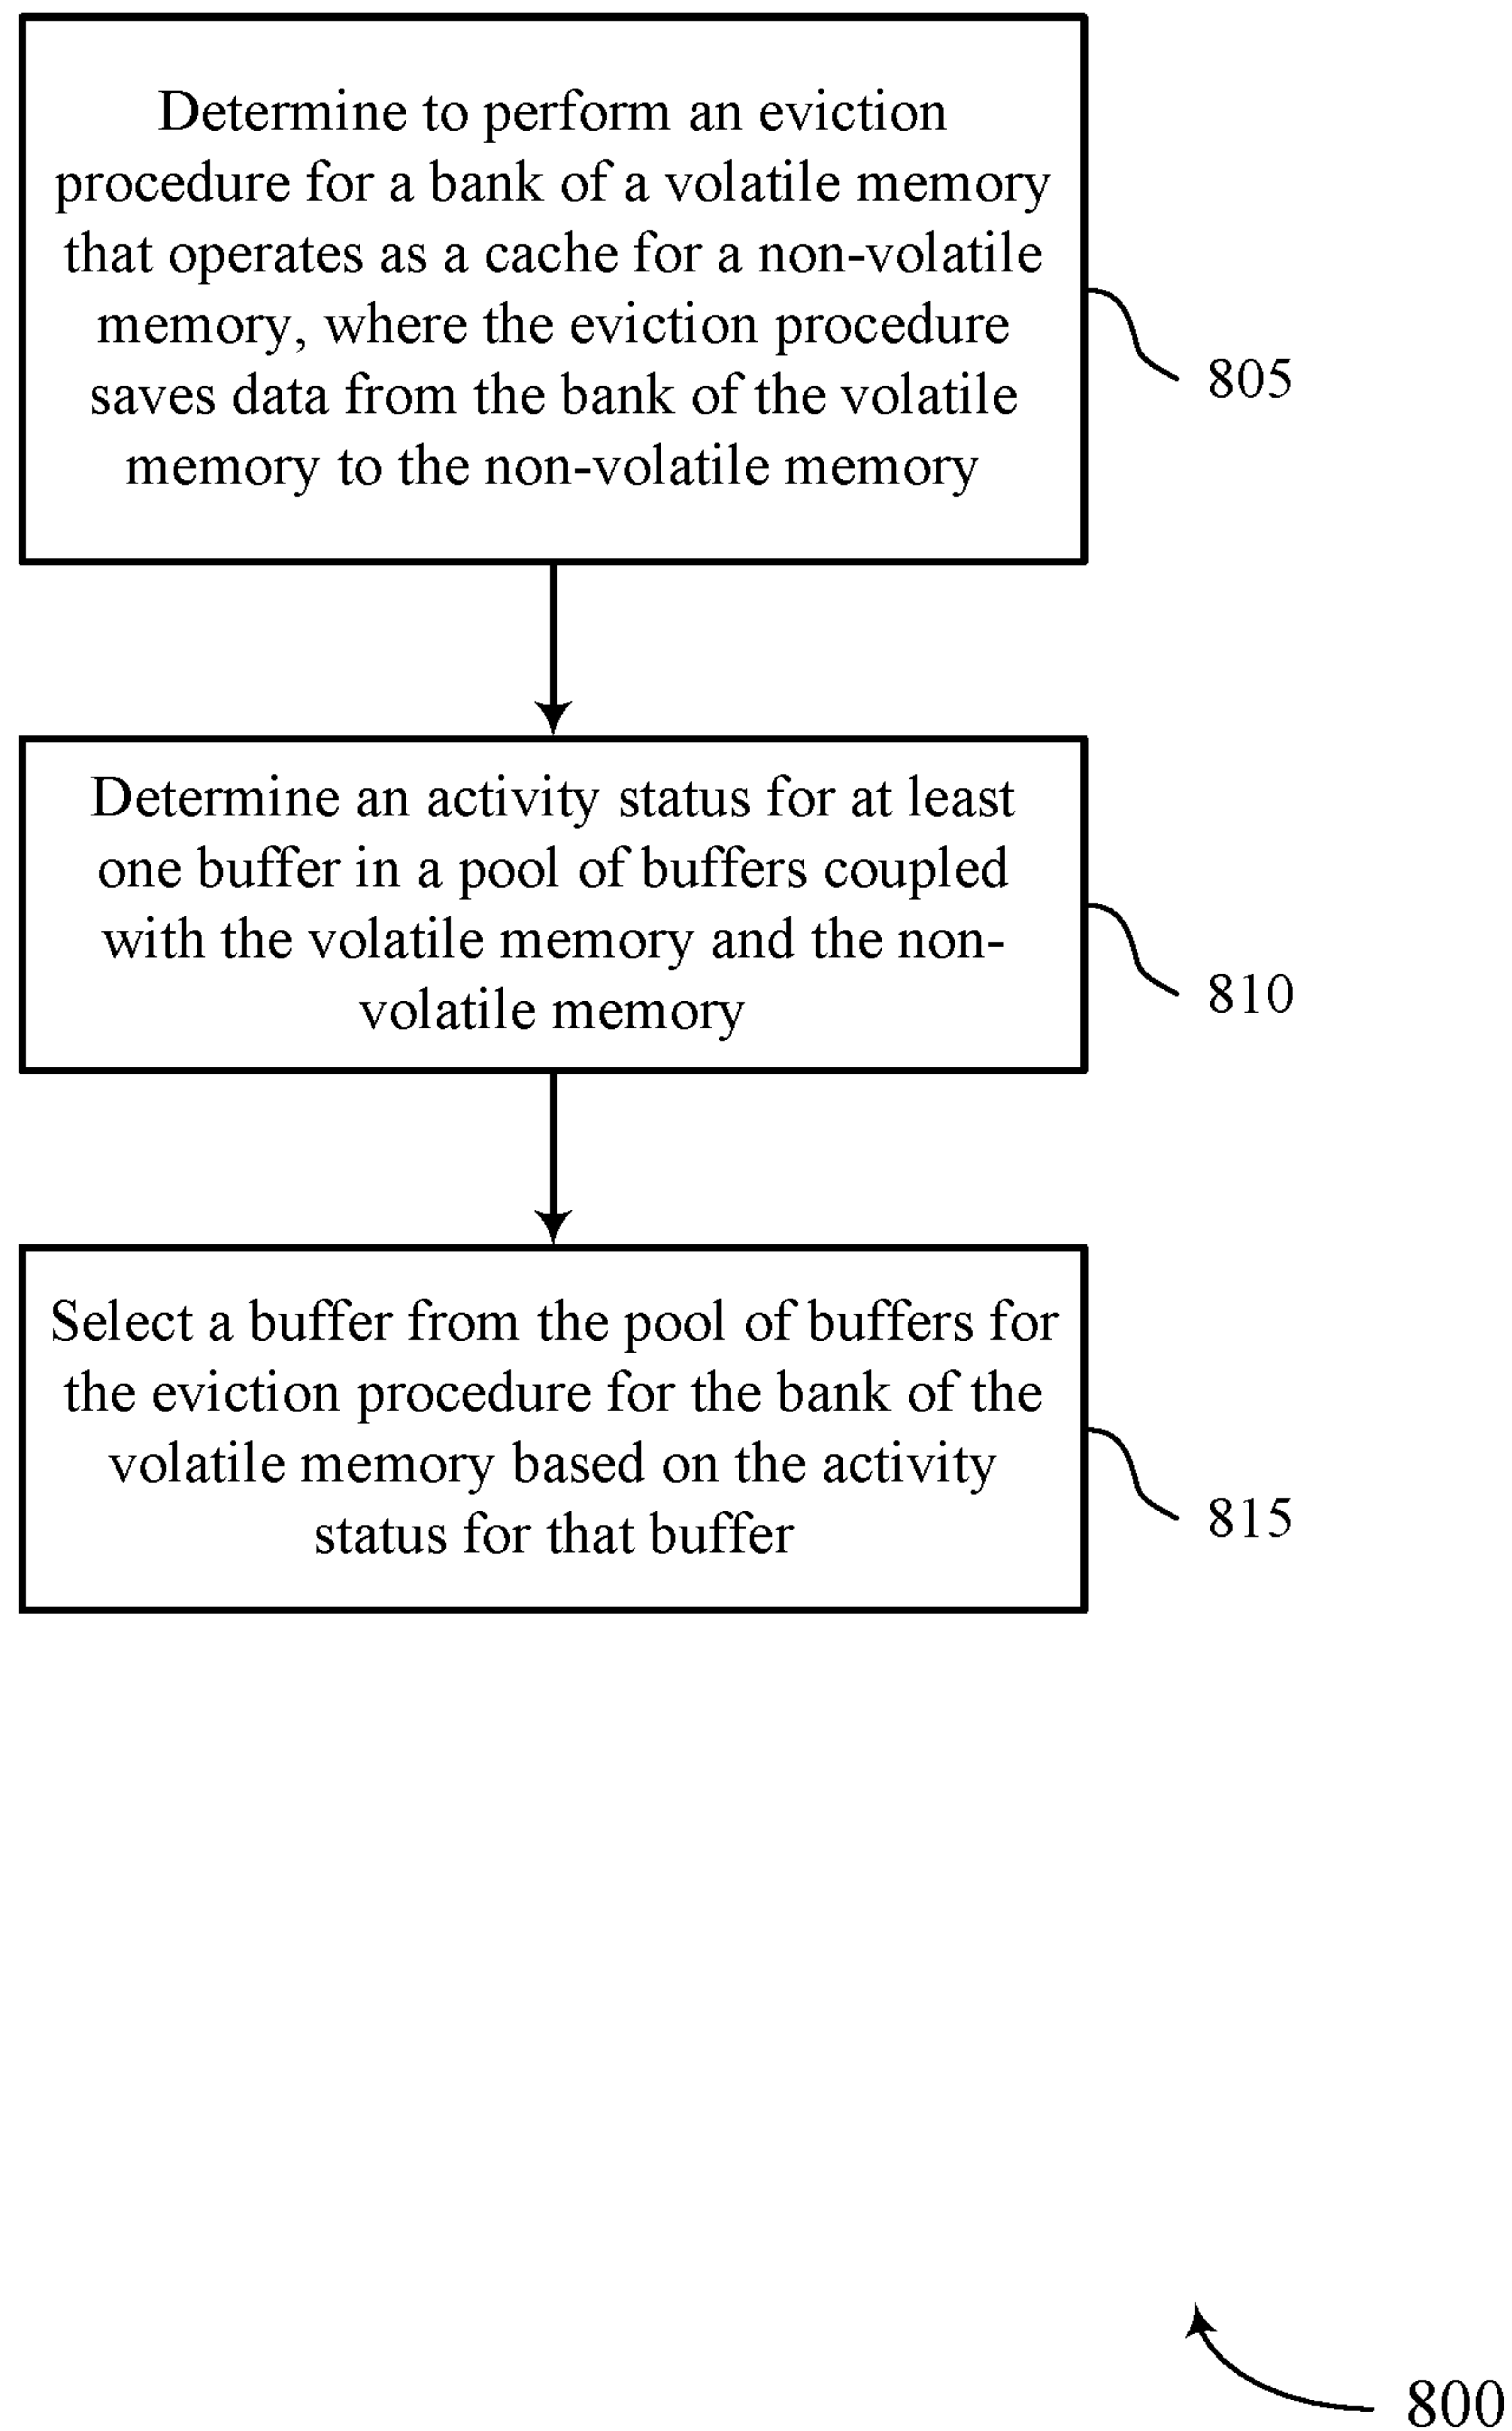 Determine to perform an eviction
procedure for a bank of a volatile memory
that operates as a cache for a non-volatile
memory, where the eviction procedure
saves data from the bank of the volatile
memory to the non-volatile memory
805
Determine an activity status for at least
one buffer in a pool of buffers coupled
with the volatile memory and the non-
volatile memory
810
Select a buffer from the pool of buffers for
the eviction procedure for the bank of the
volatile memory based on the activity
status for that buffer
815
800